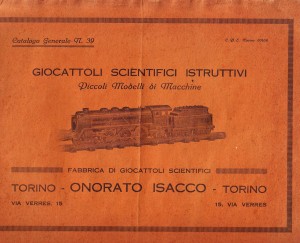 Catalogo Generale N. 39
GIOCATTOLI SCIENTIFICI ISTRUTTIVI
Piccoli Modelli di Macchine
FABBRICA DI GIOCATTOLI SCIENTIFICI
TORINO - ONORATO ISACCO - TORINO
VIA VERRES, 15 15, VIA VERRES